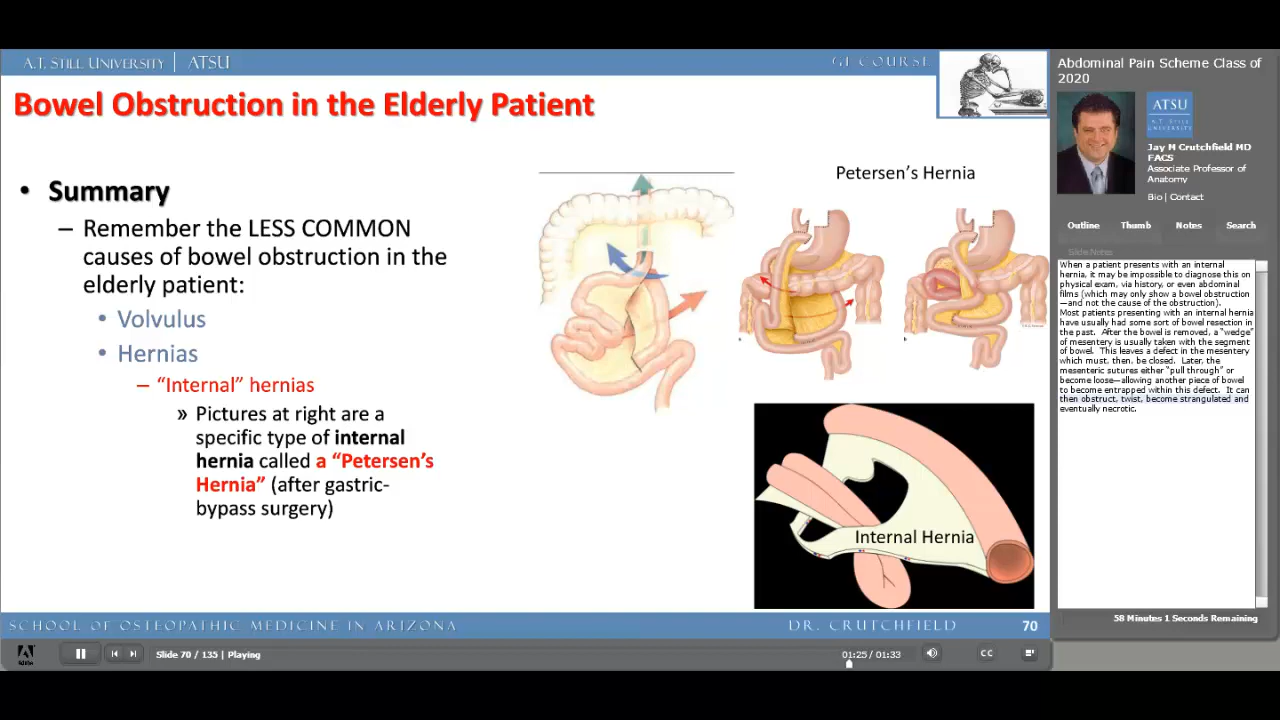 A.T. STILL UNIVERSITY | ATSU
GI COURSE
Bowel Obstruction in the Elderly Patient
• Summary
– Remember the LESS COMMON
causes of bowel obstruction in the
elderly patient:
• Volvulus
• Hernias
– “Internal” hernias
» Pictures at right are a
specific type of internal
hernia called a “Petersen’s
Hernia” (after gastric-
bypass surgery)
Petersen’s Hernia
Internal Hernia
SCHOOL OF OSTEOPATHIC MEDICINE IN ARIZONA
DR. CRUTCHFIELD
70
Slide 70 / 135 | Playing
01:25 / 01:33
CC
Abdominal Pain Scheme Class of
2020
ATSU
A.T. STILL
UNIVERSITY
Jay M Crutchfield MD
FACS
Associate Professor of
Anatomy
Bio | Contact
Outline
Thumb
Notes
Search
Slide Notes
When a patient presents with an internal
hernia, it may be impossible to diagnose this on
physical exam, via history, or even abdominal
films (which may only show a bowel obstruction
—and not the cause of the obstruction).
Most patients presenting with an internal hernia
have usually had some sort of bowel resection in
the past. After the bowel is removed, a “wedge”
of mesentery is usually taken with the segment
of bowel. This leaves a defect in the mesentery
which must, then, be closed. Later, the
mesenteric sutures either “pull through” or
become loose—allowing another piece of bowel
to become entrapped within this defect. It can
then obstruct, twist, become strangulated and
eventually necrotic.
58 Minutes 1 Seconds Remaining